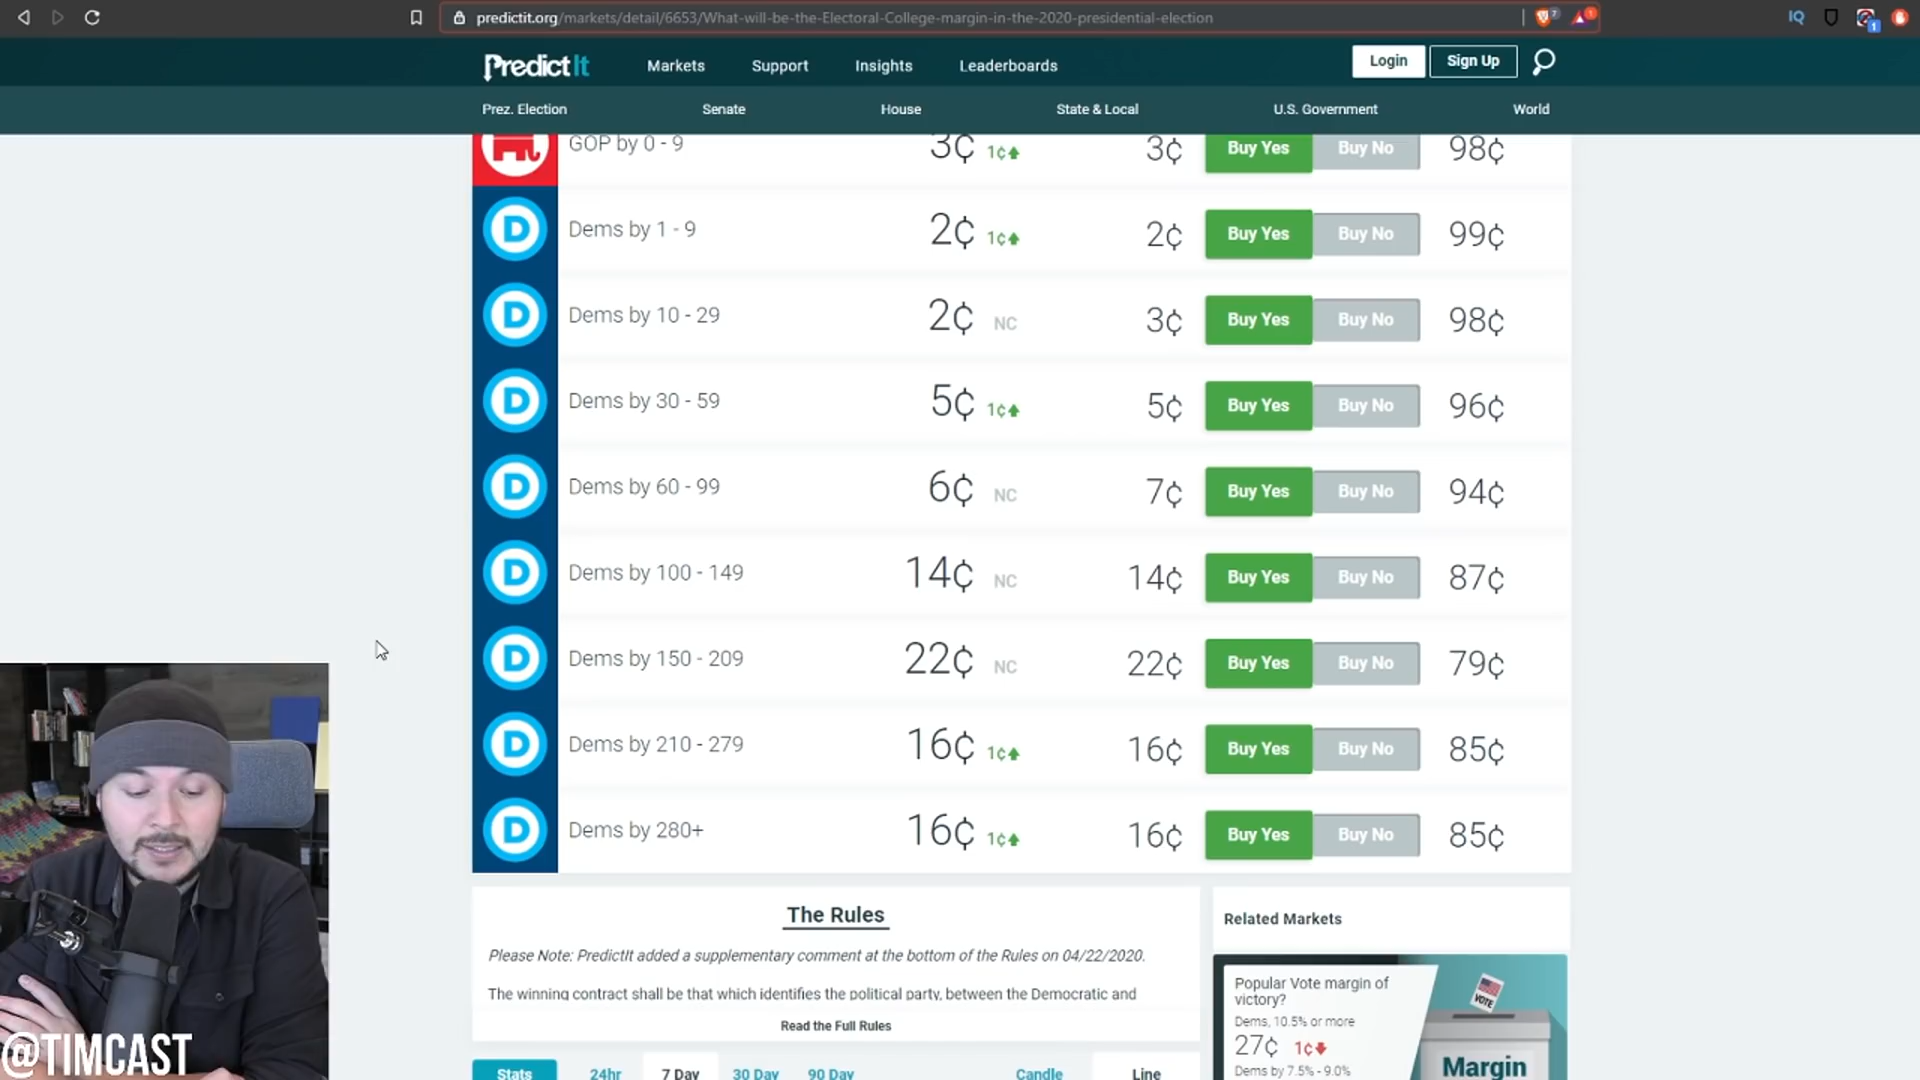 predictit.org/markets/detail/6653/What-will-be-the-Electoral-College-margin-in-the-2020-presidential-election
7
1
IQ
1
PredictIt Markets Support Insights Leaderboards Login Sign Up
Prez. Election Senate House State & Local U.S. Government World
GOP by 0 - 9 3¢ 1¢ 3¢ Buy Yes Buy No 98¢
Dems by 1 - 9 2¢ 1¢ 2¢ Buy Yes Buy No 99¢
Dems by 10 - 29 2¢ NC 3¢ Buy Yes Buy No 98¢
Dems by 30 - 59 5¢ 1¢ 5¢ Buy Yes Buy No 96¢
Dems by 60 - 99 6¢ NC 7¢ Buy Yes Buy No 94¢
Dems by 100 - 149 14¢ NC 14¢ Buy Yes Buy No 87¢
Dems by 150 - 209 22¢ NC 22¢ Buy Yes Buy No 79¢
Dems by 210 - 279 16¢ 1¢ 16¢ Buy Yes Buy No 85¢
Dems by 280+ 16¢ 1¢ 16¢ Buy Yes Buy No 85¢
D
D
D
D
D
D
D
D
The Rules
Please Note: PredictIt added a supplementary comment at the bottom of the Rules on 04/22/2020.
The winning contract shall be that which identifies the political party, between the Democratic and
Read the Full Rules
Stats 24hr 7 Day 30 Day 90 Day Candle Line
Related Markets
Popular Vote margin of
victory?
Dems, 10.5% or more
27¢ 1¢
Dems by 7.5% - 9.0%
VOTE
Margin
@TIMCAST